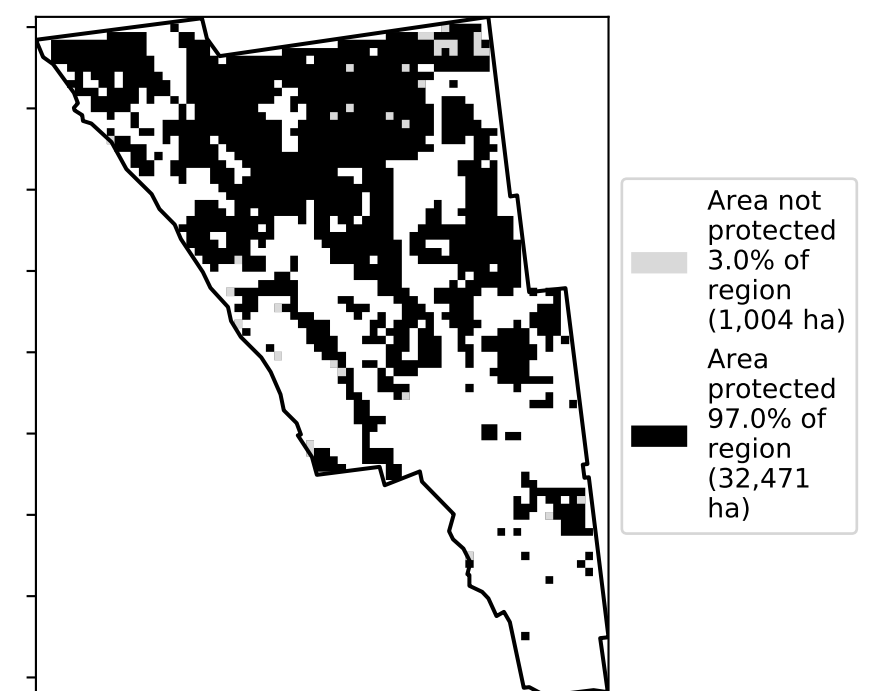 Area not
protected
3.0% of
region
(1,004 ha)
Area
protected
97.0% of
region
(32,471
ha)